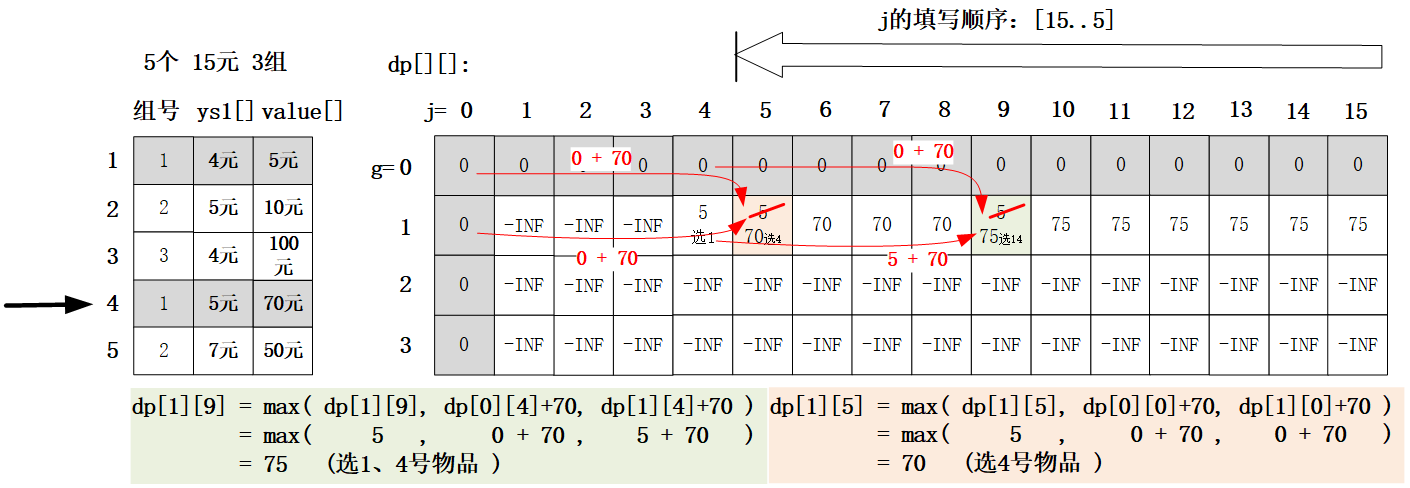 j的填写顺序: [15..5]
5个 15元 3组
dp[][]:
组号 ys1[] value[]
j= 0 1 2 3 4 5 6 7 8 9 10 11 12 13 14 15
1 1 4元 5元
g=0 0 0 0 0 0 0 0 0 0 0 0 0 0 0 0
0 + 70 0 + 70
2 2 5元 10元
1 0 -INF -INF -INF 5 5 70 70 70 5 75 75 75 75 75 75
选1 70选4 75选14
3 3 4元 100元
0 + 70 5 + 70
4 1 5元 70元
2 0 -INF -INF -INF -INF -INF -INF -INF -INF -INF -INF -INF -INF -INF -INF -INF
5 2 7元 50元
3 0 -INF -INF -INF -INF -INF -INF -INF -INF -INF -INF -INF -INF -INF -INF -INF
dp[1][9] = max( dp[1][9], dp[0][4]+70, dp[1][4]+70 )
= max( 5 , 0 + 70 , 5 + 70 )
= 75 (选1、4号物品 )
dp[1][5] = max( dp[1][5], dp[0][0]+70, dp[1][0]+70 )
= max( 5 , 0 + 70 , 0 + 70 )
= 70 (选4号物品 )